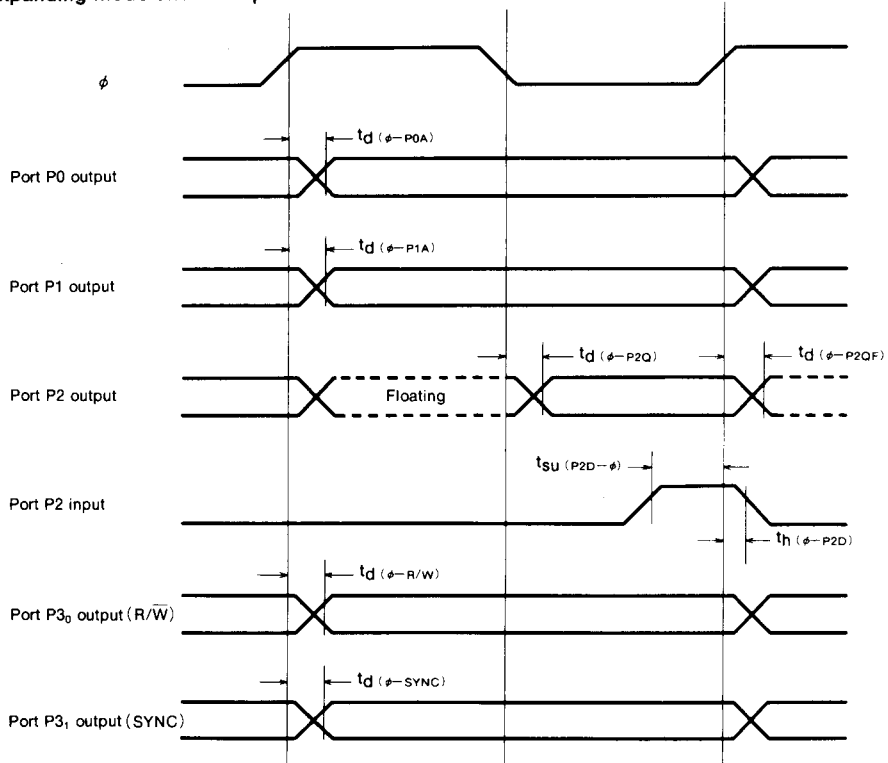 ϕ
td (ϕ−P0A)
Port P0 output
td (ϕ−P1A)
Port P1 output
td (ϕ−P2Q)
td (ϕ−P2QF)
Port P2 output
Floating
tsu (P2D−ϕ)
Port P2 input
th (ϕ−P2D)
td (ϕ−R/W)
Port P3₀ output (R/W̅)
td (ϕ−SYNC)
Port P3₁ output (SYNC)